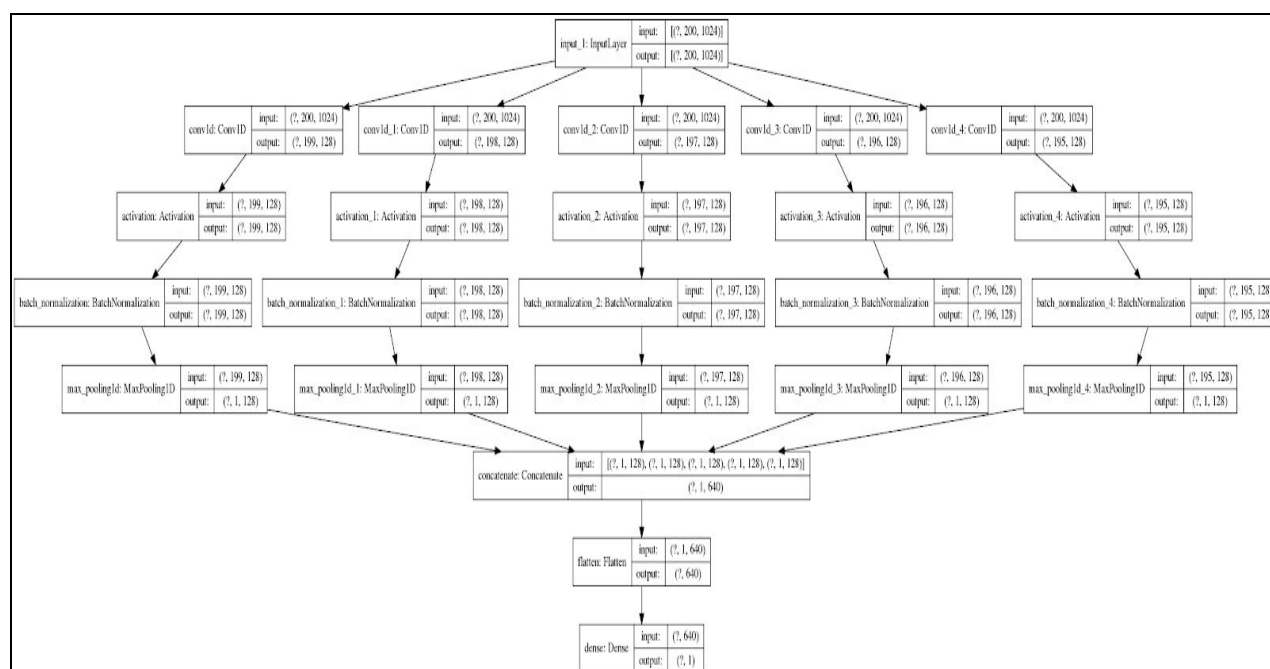 input_1: InputLayer
input: [(?, 200, 1024)]
output: [(?, 200, 1024)]
conv1d: Conv1D
input: (?, 200, 1024)
output: (?, 199, 128)
conv1d_1: Conv1D
input: (?, 200, 1024)
output: (?, 198, 128)
conv1d_2: Conv1D
input: (?, 200, 1024)
output: (?, 197, 128)
conv1d_3: Conv1D
input: (?, 200, 1024)
output: (?, 196, 128)
conv1d_4: Conv1D
input: (?, 200, 1024)
output: (?, 195, 128)
activation: Activation
input: (?, 199, 128)
output: (?, 199, 128)
activation_1: Activation
input: (?, 198, 128)
output: (?, 198, 128)
activation_2: Activation
input: (?, 197, 128)
output: (?, 197, 128)
activation_3: Activation
input: (?, 196, 128)
output: (?, 196, 128)
activation_4: Activation
input: (?, 195, 128)
output: (?, 195, 128)
batch_normalization: BatchNormalization
input: (?, 199, 128)
output: (?, 199, 128)
batch_normalization_1: BatchNormalization
input: (?, 198, 128)
output: (?, 198, 128)
batch_normalization_2: BatchNormalization
input: (?, 197, 128)
output: (?, 197, 128)
batch_normalization_3: BatchNormalization
input: (?, 196, 128)
output: (?, 196, 128)
batch_normalization_4: BatchNormalization
input: (?, 195, 128
output: (?, 195, 128
max_pooling1d: MaxPooling1D
input: (?, 199, 128)
output: (?, 1, 128)
max_pooling1d_1: MaxPooling1D
input: (?, 198, 128)
output: (?, 1, 128)
max_pooling1d_2: MaxPooling1D
input: (?, 197, 128)
output: (?, 1, 128)
max_pooling1d_3: MaxPooling1D
input: (?, 196, 128)
output: (?, 1, 128)
max_pooling1d_4: MaxPooling1D
input: (?, 195, 128)
output: (?, 1, 128)
concatenate: Concatenate
input: [(?, 1, 128), (?, 1, 128), (?, 1, 128), (?, 1, 128), (?, 1, 128)]
output: (?, 1, 640)
flatten: Flatten
input: (?, 1, 640)
output: (?, 640)
dense: Dense
input: (?, 640)
output: (?, 1)